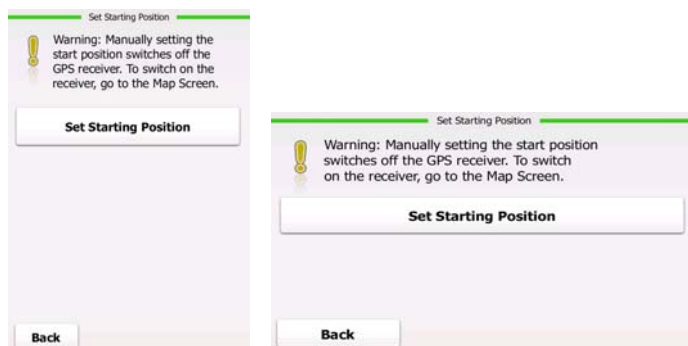 Set Starting Position
Warning: Manually setting the
start position switches off the
GPS receiver. To switch on the
receiver, go to the Map Screen.
Set Starting Position
Back
Set Starting Position
Warning: Manually setting the start position
switches off the GPS receiver. To switch
on the receiver, go to the Map Screen.
Set Starting Position
Back